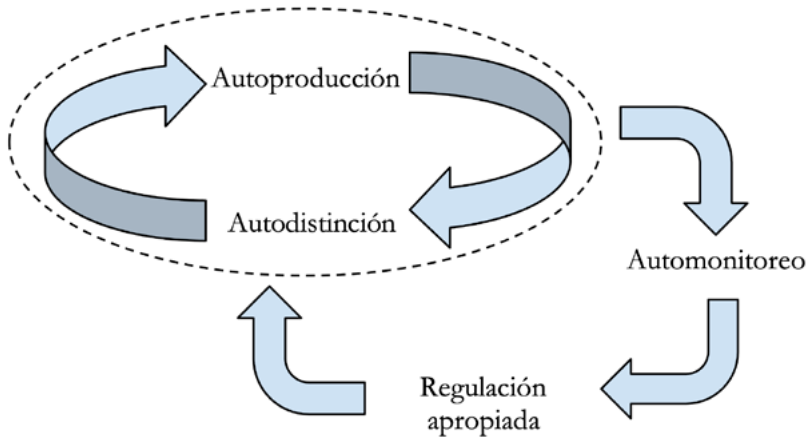 Autoproducción
Autodistinción
Automonitoreo
Regulación
apropiada